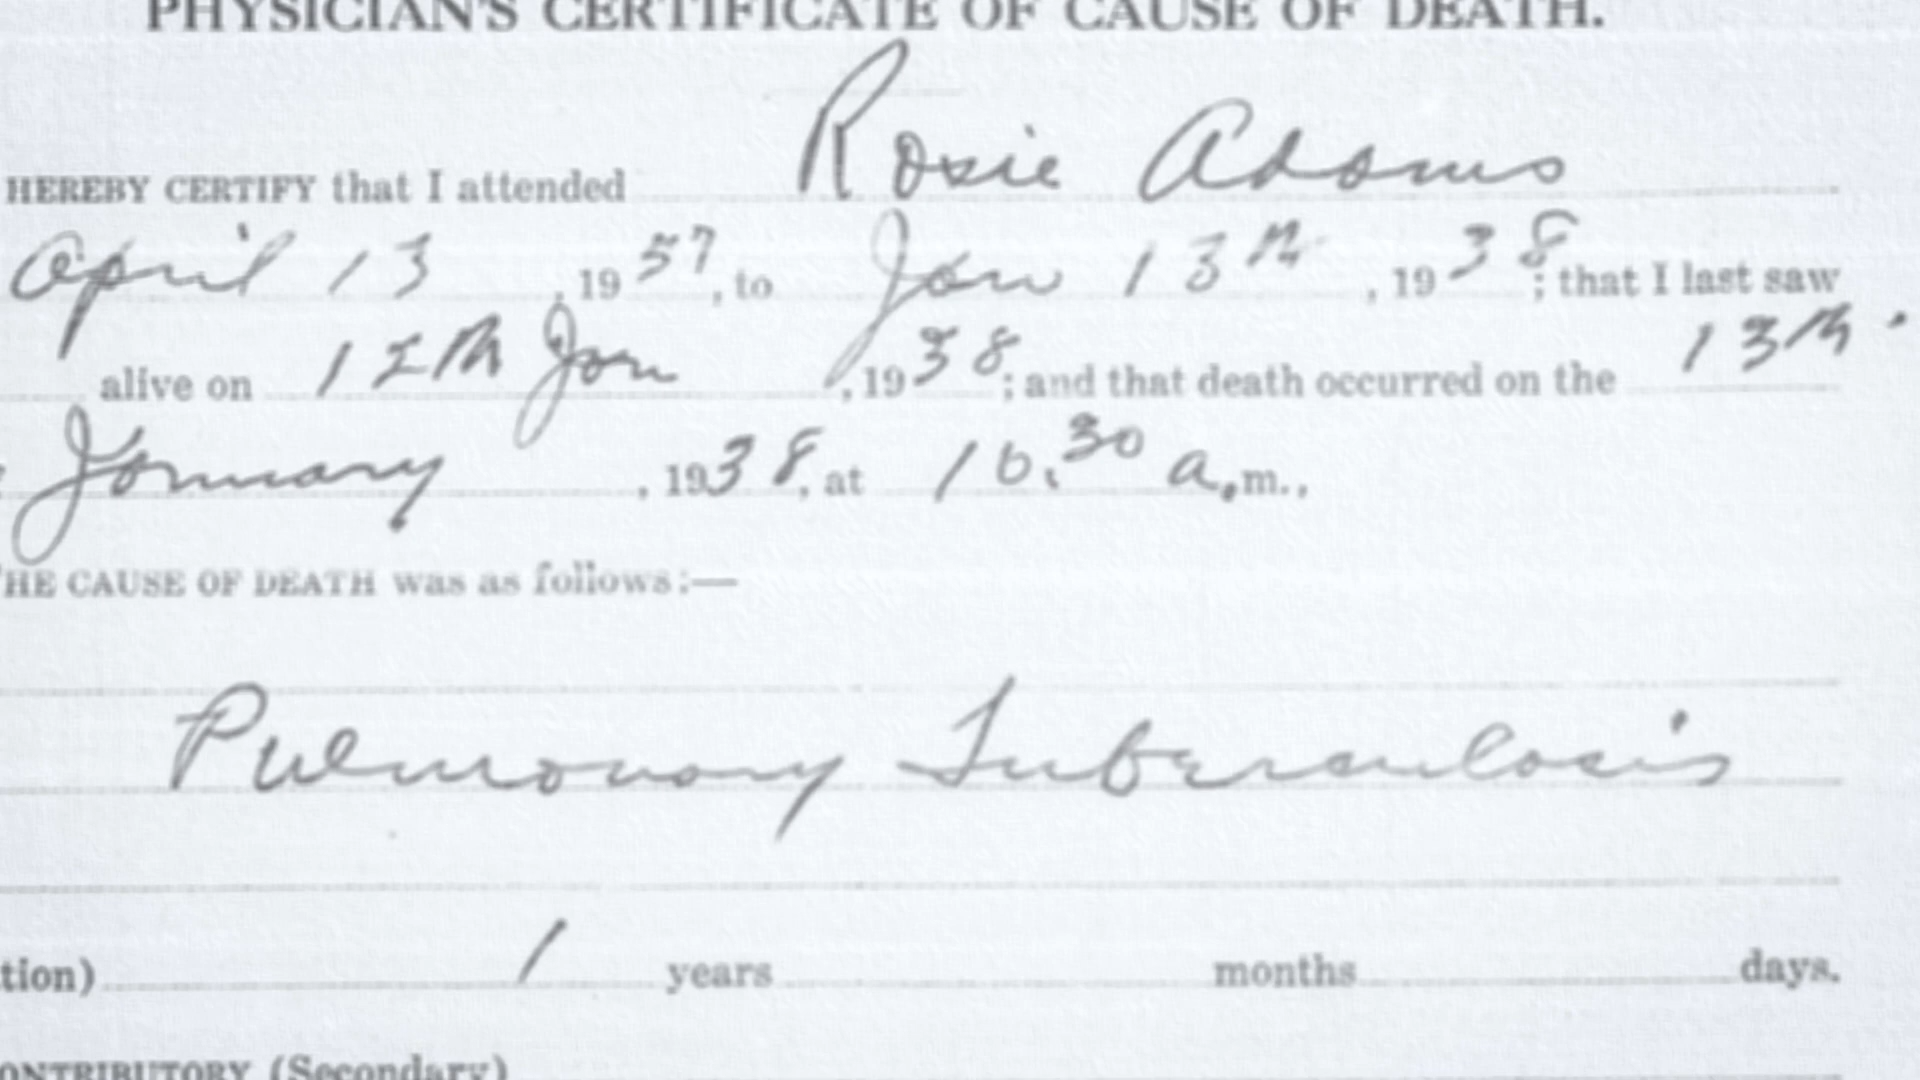 PHYSICIAN'S CERTIFICATE OF CAUSE OF DEATH.
HEREBY CERTIFY that I attended Rosie Adams
April 13, 1937, to Jan 13th, 1938; that I last saw
alive on 12th Jan, 1938; and that death occurred on the 13th.
January, 1938, at 10.30 a.m.,
THE CAUSE OF DEATH was as follows:—
Pulmonary Tuberculosis
tion) 1 years months days.
CONTRIBUTORY (Secondary)